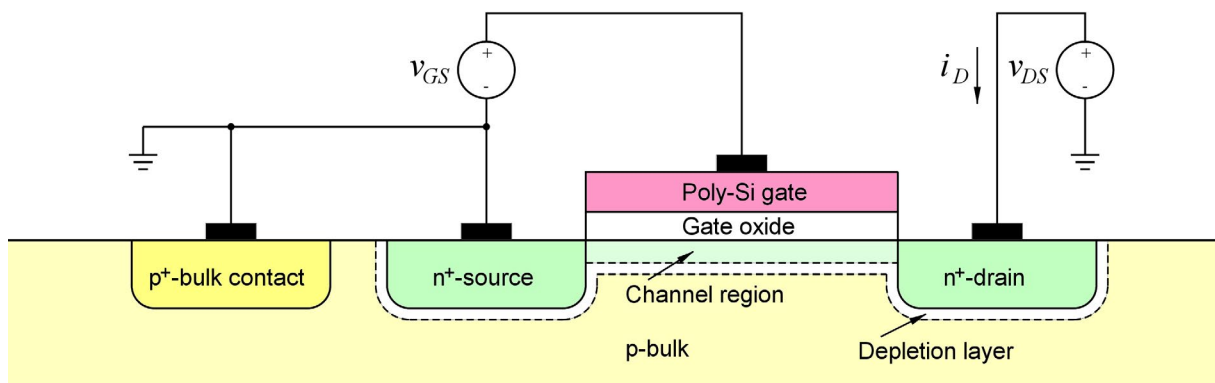 +
v_GS
-
i_D
+
v_DS
-
Poly-Si gate
Gate oxide
p⁺-bulk contact
n⁺-source
Channel region
n⁺-drain
p-bulk
Depletion layer